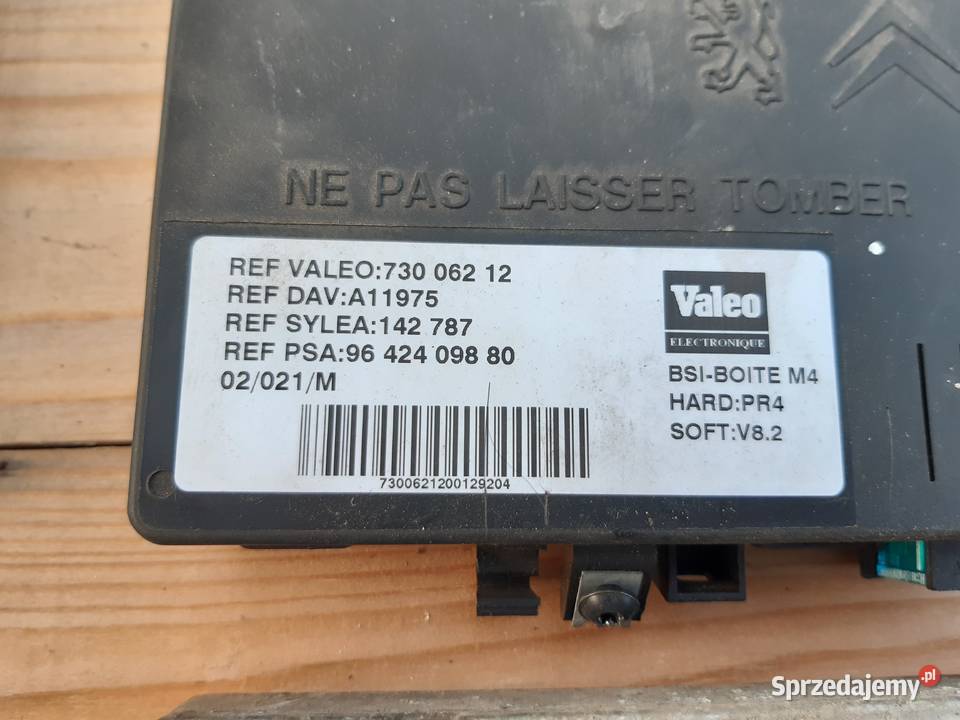 NE PAS LAISSER TOMBER
REF VALEO:730 062 12
REF DAV:A11975
REF SYLEA:142 787
REF PSA:96 424 098 80
02/021/M
7300621200129204
Valeo
ELECTRONIQUE
BSI-BOITE M4
HARD:PR4
SOFT:V8.2
Sprzedajemy.pl